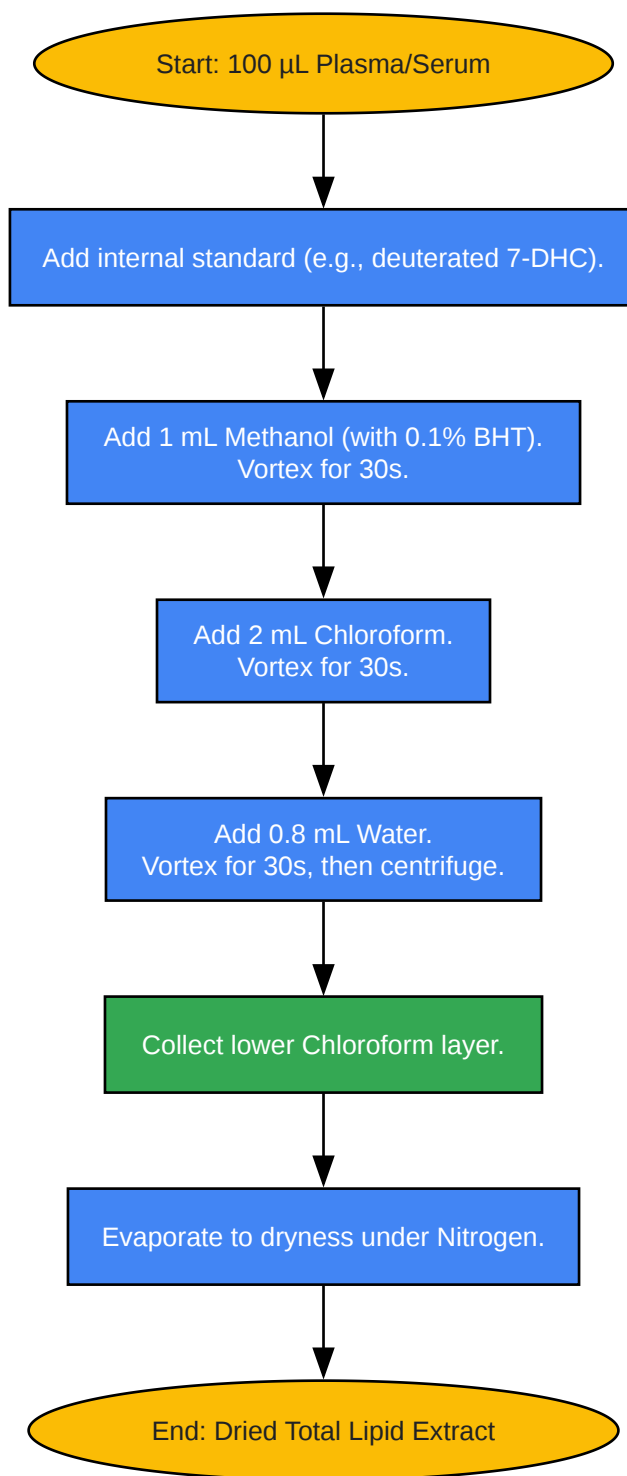 Start: 100 µL Plasma/Serum
Add internal standard (e.g., deuterated 7-DHC).
Add 1 mL Methanol (with 0.1% BHT).
Vortex for 30s.
Add 2 mL Chloroform.
Vortex for 30s.
Add 0.8 mL Water.
Vortex for 30s, then centrifuge.
Collect lower Chloroform layer.
Evaporate to dryness under Nitrogen.
End: Dried Total Lipid Extract